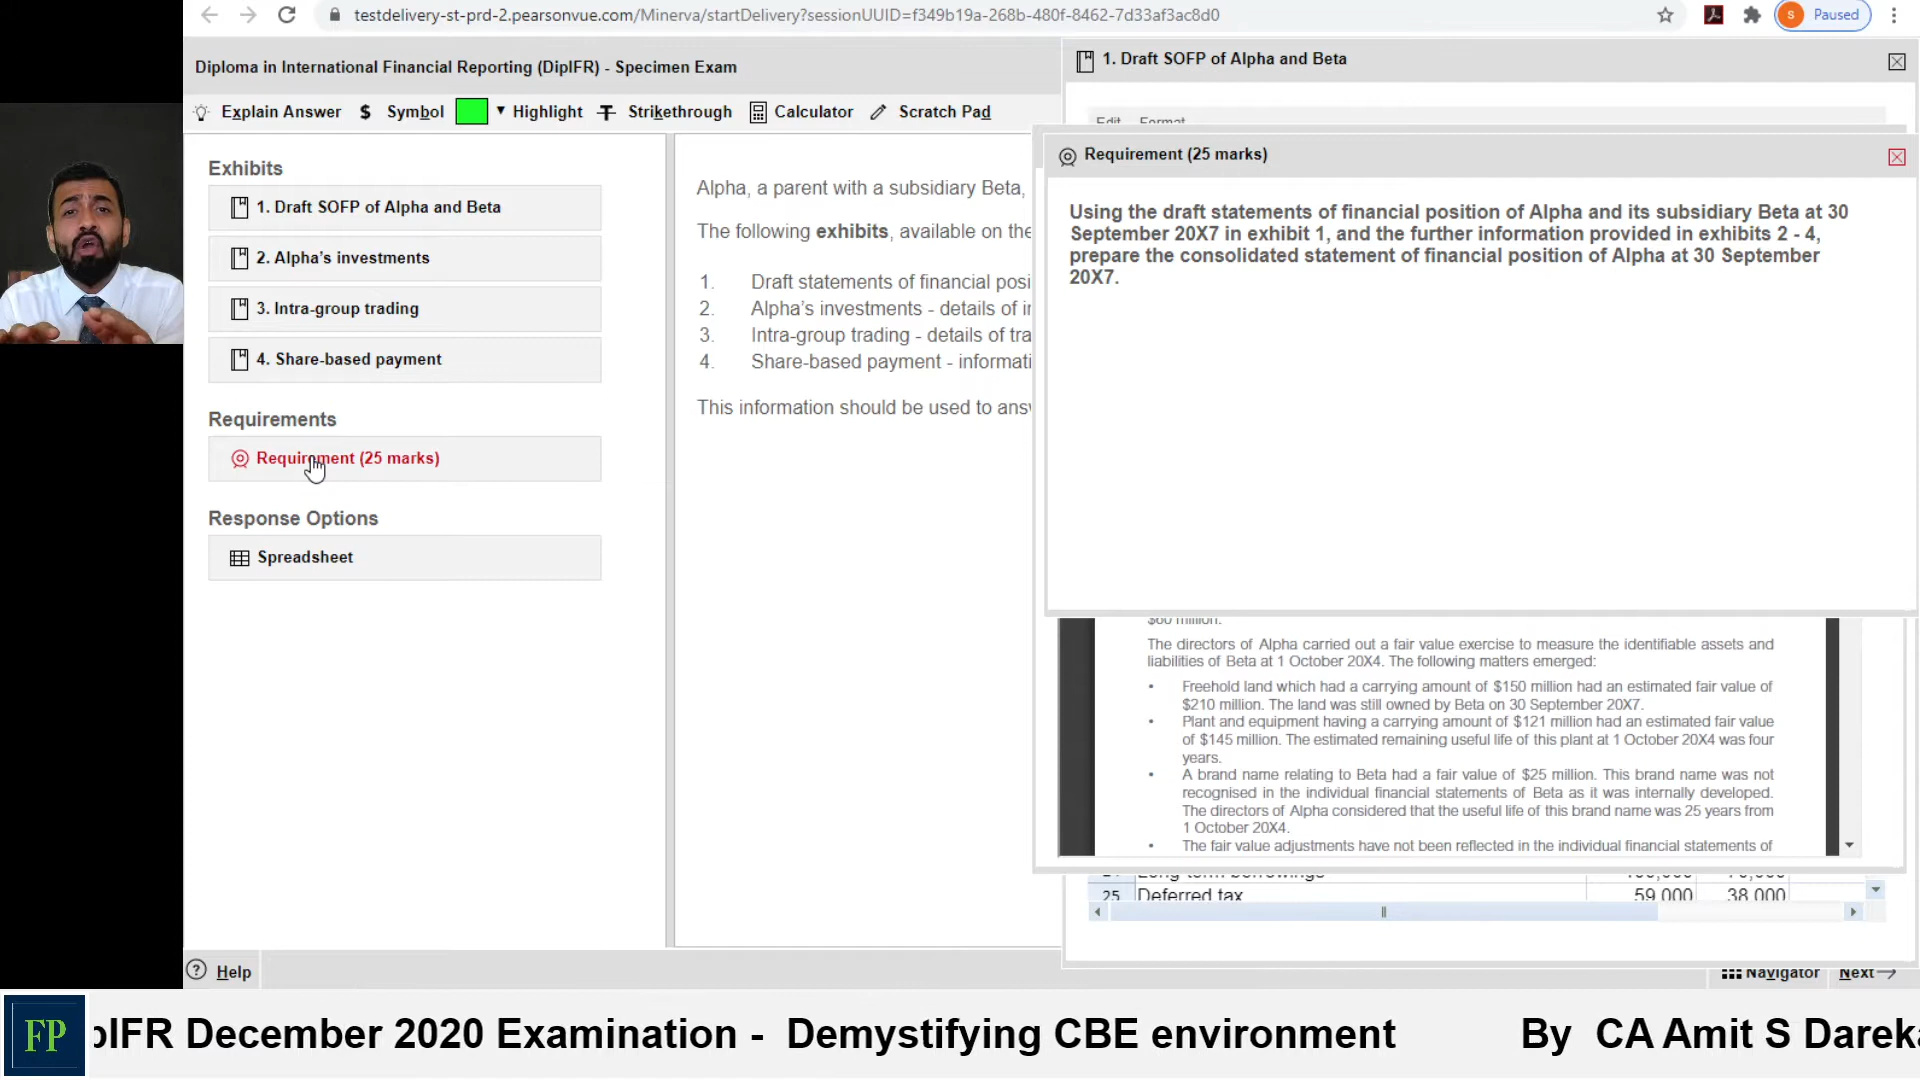 testdelivery-st-prd-2.pearsonvue.com/Minerva/startDelivery?sessionUUID=f349b19a-268b-480f-8462-7d33af3ac8d0
S Paused
Diploma in International Financial Reporting (DipIFR) - Specimen Exam
Explain Answer $ Symbol Highlight Strikethrough Calculator Scratch Pad
Exhibits
1. Draft SOFP of Alpha and Beta
2. Alpha's investments
3. Intra-group trading
4. Share-based payment
Requirements
Requirement (25 marks)
Response Options
Spreadsheet
Alpha, a parent with a subsidiary Beta,
The following exhibits, available on the
1. Draft statements of financial posi
2. Alpha's investments - details of i
3. Intra-group trading - details of tra
4. Share-based payment - informati
This information should be used to ans
1. Draft SOFP of Alpha and Beta
Edit Format
Requirement (25 marks)
Using the draft statements of financial position of Alpha and its subsidiary Beta at 30
September 20X7 in exhibit 1, and the further information provided in exhibits 2 - 4,
prepare the consolidated statement of financial position of Alpha at 30 September
20X7.
$60 million.
The directors of Alpha carried out a fair value exercise to measure the identifiable assets and
liabilities of Beta at 1 October 20X4. The following matters emerged:
• Freehold land which had a carrying amount of $150 million had an estimated fair value of
$210 million. The land was still owned by Beta on 30 September 20X7.
• Plant and equipment having a carrying amount of $121 million had an estimated fair value
of $145 million. The estimated remaining useful life of this plant at 1 October 20X4 was four
years.
• A brand name relating to Beta had a fair value of $25 million. This brand name was not
recognised in the individual financial statements of Beta as it was internally developed.
The directors of Alpha considered that the useful life of this brand name was 25 years from
1 October 20X4.
• The fair value adjustments have not been reflected in the individual financial statements of
Long term borrowings
25 Deferred tax 59,000 38,000
Help
Navigator Next
FP
pIFR December 2020 Examination - Demystifying CBE environment By CA Amit S Dareka